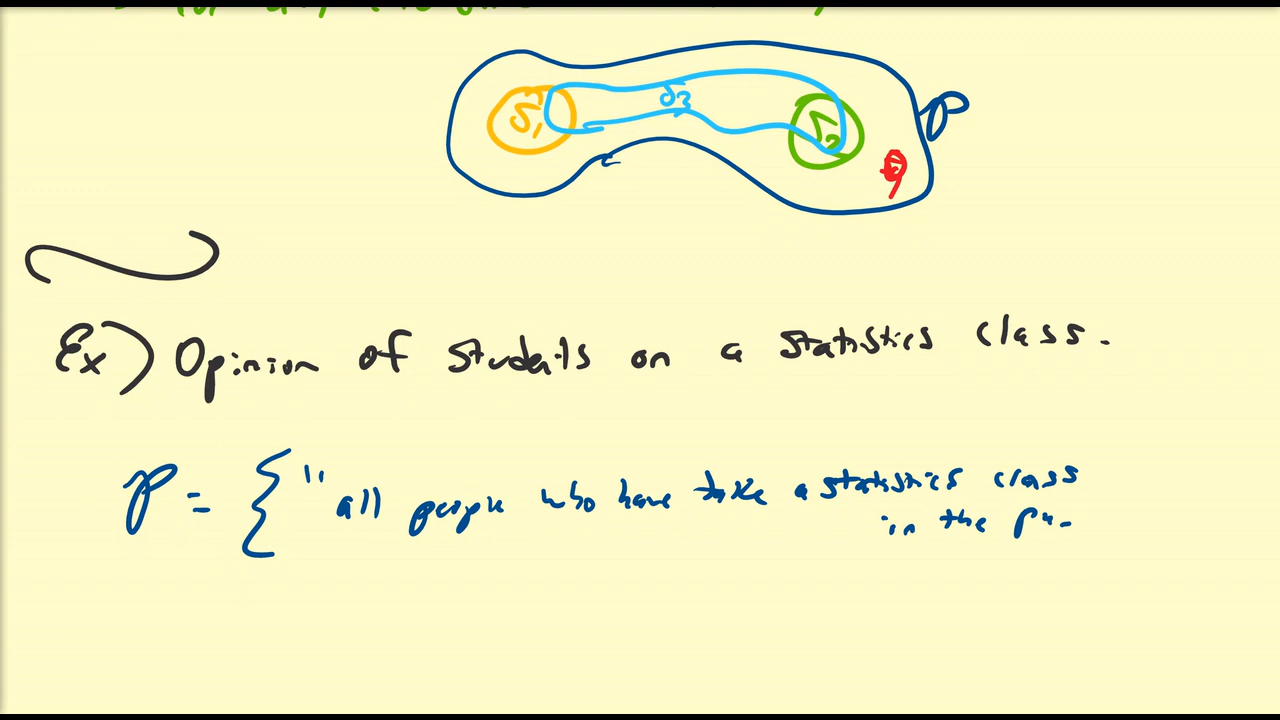 S₁ S₃ S₂ P
Ex) Opinion of students on a statistics class.
P = { " all people who have take a statistics class
in the pa